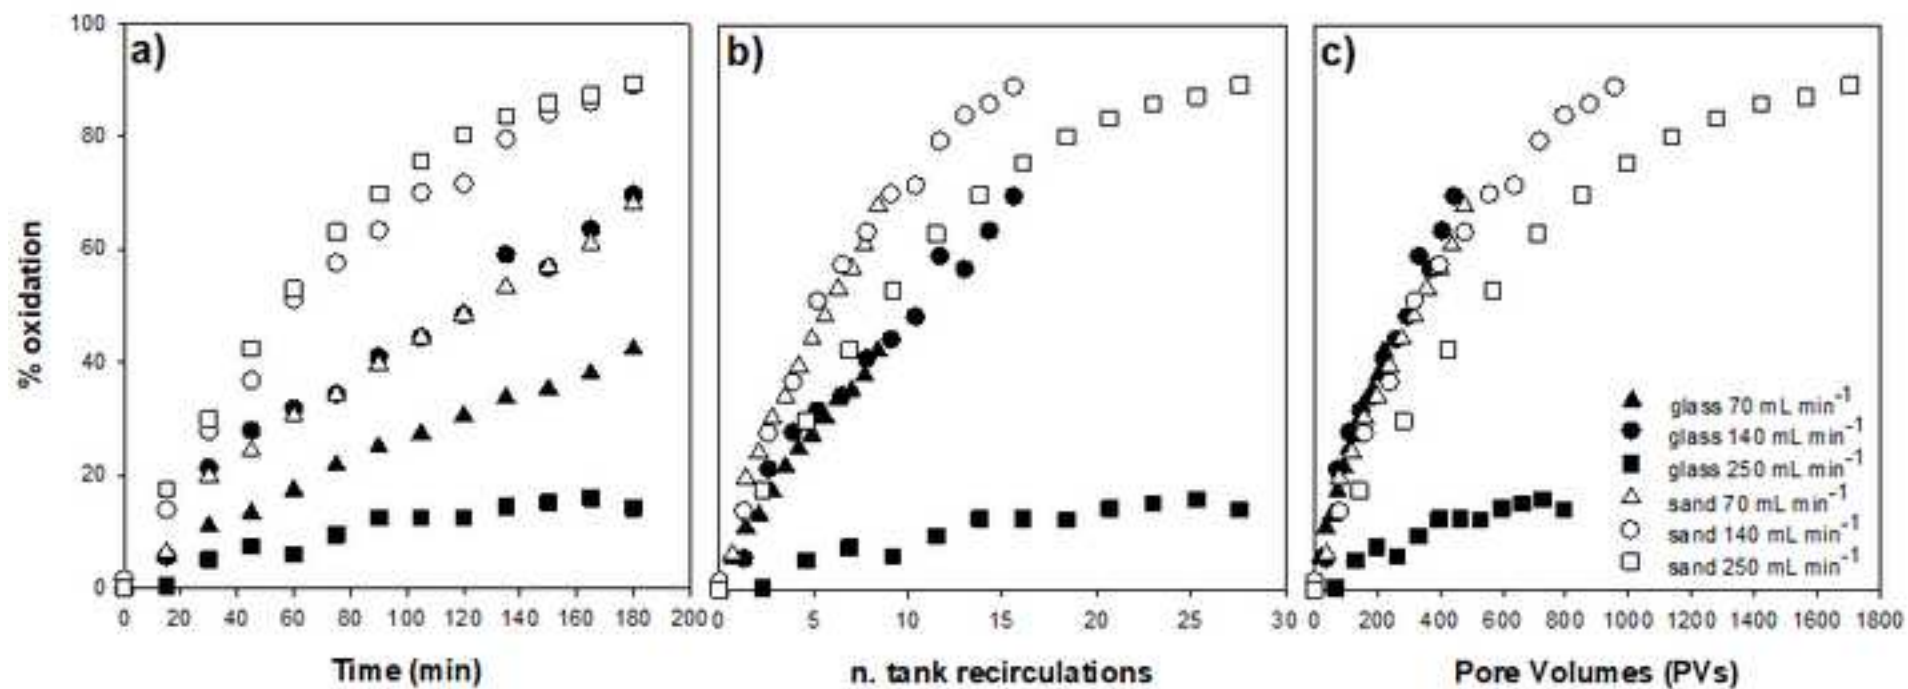 a)
b)
c)
100
80
60
40
20
0
% oxidation
0 20 40 60 80 100 120 140 160 180 200
0 5 10 15 20 25 30
0 200 400 600 800 1000 1200 1400 1600 1800
Time (min)
n. tank recirculations
Pore Volumes (PVs)
glass 70 mL min⁻¹
glass 140 mL min⁻¹
glass 250 mL min⁻¹
sand 70 mL min⁻¹
sand 140 mL min⁻¹
sand 250 mL min⁻¹